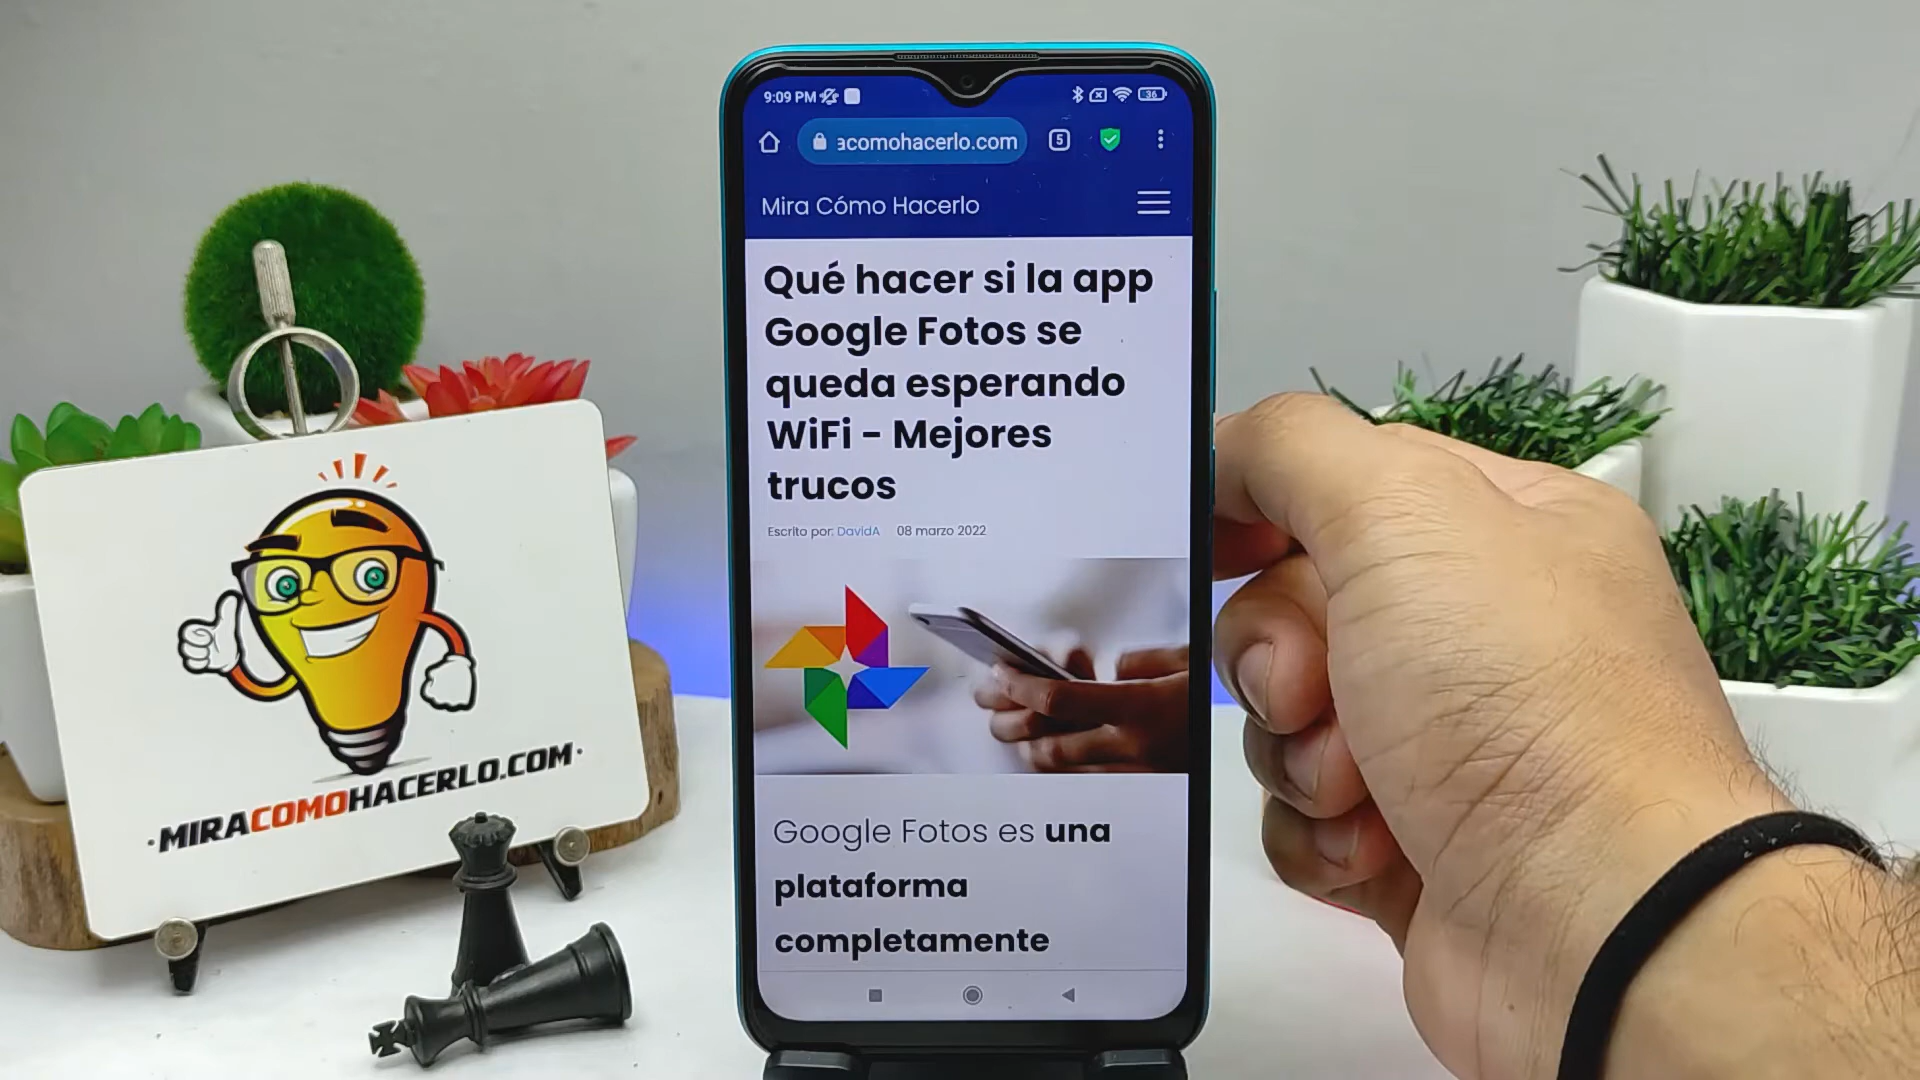 9:09 PM
36
acomohacerlo.com
5
Mira Cómo Hacerlo
Qué hacer si la app
Google Fotos se
queda esperando
WiFi - Mejores
trucos
Escrito por: DavidA 08 marzo 2022
Google Fotos es una
plataforma
completamente
·MIRACOMOHACERLO.COM·